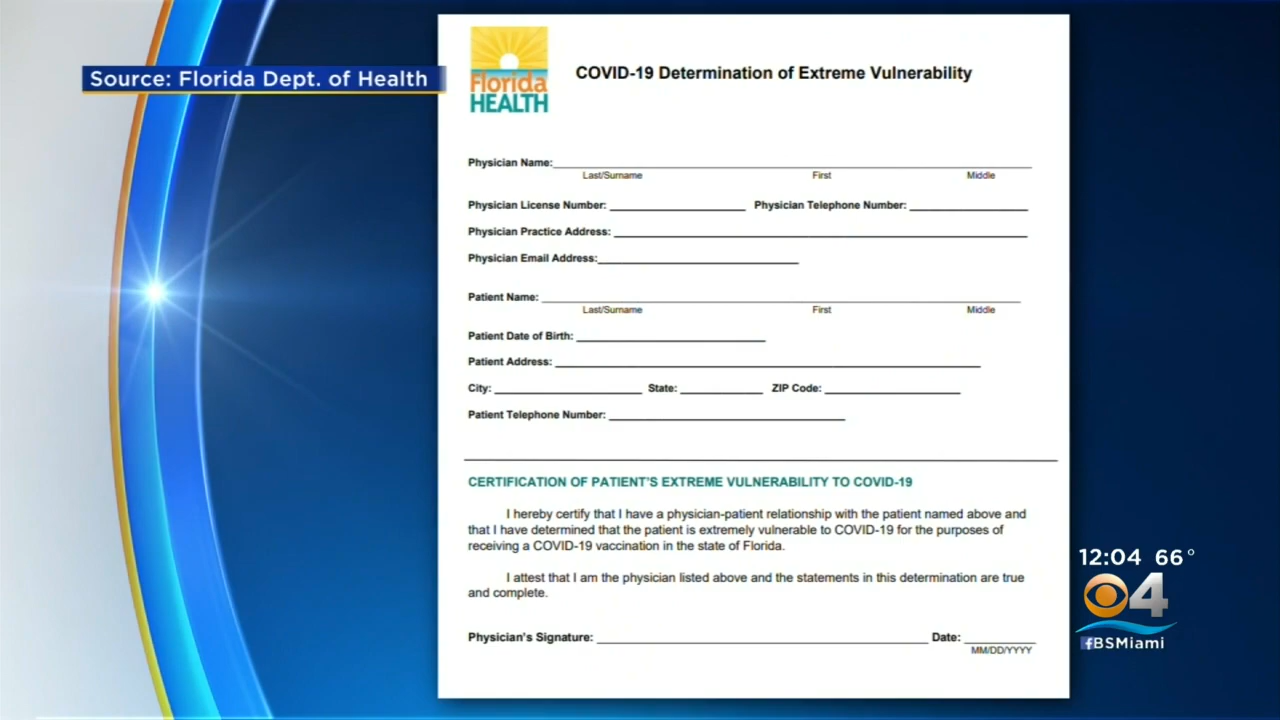 Source: Florida Dept. of Health
Florida
HEALTH
COVID-19 Determination of Extreme Vulnerability
Physician Name:
Last/Surname First Middle
Physician License Number: Physician Telephone Number:
Physician Practice Address:
Physician Email Address:
Patient Name:
Last/Surname First Middle
Patient Date of Birth:
Patient Address:
City: State: ZIP Code:
Patient Telephone Number:
CERTIFICATION OF PATIENT'S EXTREME VULNERABILITY TO COVID-19
I hereby certify that I have a physician-patient relationship with the patient named above and
that I have determined that the patient is extremely vulnerable to COVID-19 for the purposes of
receiving a COVID-19 vaccination in the state of Florida.
I attest that I am the physician listed above and the statements in this determination are true
and complete.
Physician's Signature: Date:
MM/DD/YYYY
12:04 66°
4
fBSMiami